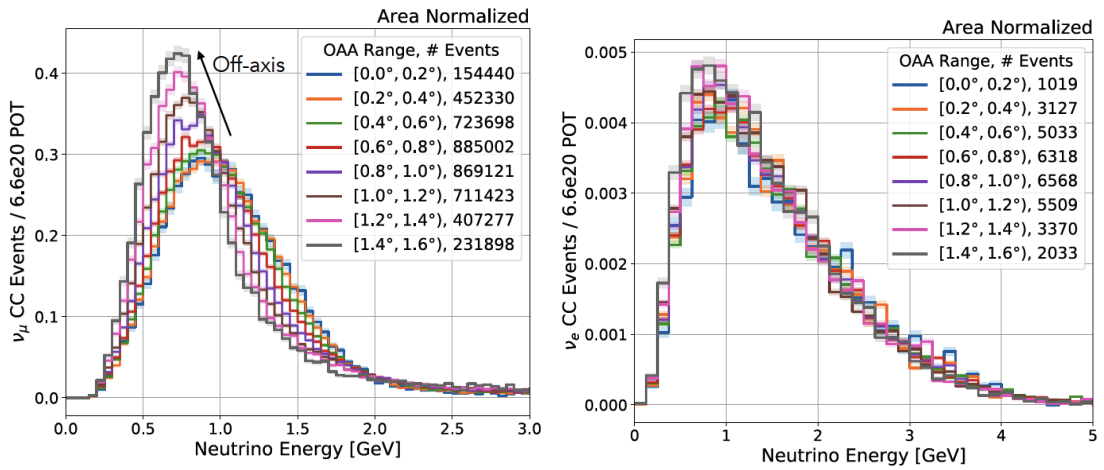 Area Normalized
ν_μ CC Events / 6.6e20 POT
0.4
0.3
0.2
0.1
0.0
Off-axis
OAA Range, # Events
[0.0°, 0.2°), 154440
[0.2°, 0.4°), 452330
[0.4°, 0.6°), 723698
[0.6°, 0.8°), 885002
[0.8°, 1.0°), 869121
[1.0°, 1.2°), 711423
[1.2°, 1.4°), 407277
[1.4°, 1.6°), 231898
0.0 0.5 1.0 1.5 2.0 2.5 3.0
Neutrino Energy [GeV]
Area Normalized
ν_e CC Events / 6.6e20 POT
0.005
0.004
0.003
0.002
0.001
0.000
OAA Range, # Events
[0.0°, 0.2°), 1019
[0.2°, 0.4°), 3127
[0.4°, 0.6°), 5033
[0.6°, 0.8°), 6318
[0.8°, 1.0°), 6568
[1.0°, 1.2°), 5509
[1.2°, 1.4°), 3370
[1.4°, 1.6°), 2033
0 1 2 3 4 5
Neutrino Energy [GeV]